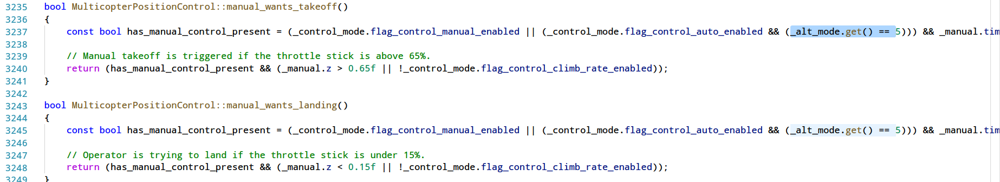 3235 bool MulticopterPositionControl::manual_wants_takeoff()
3236 {
3237 const bool has_manual_control_present = (_control_mode.flag_control_manual_enabled || (_control_mode.flag_control_auto_enabled && (_alt_mode.get() == 5))) && _manual.tim
3238
3239 // Manual takeoff is triggered if the throttle stick is above 65%.
3240 return (has_manual_control_present && (_manual.z > 0.65f || !_control_mode.flag_control_climb_rate_enabled));
3241 }
3242
3243 bool MulticopterPositionControl::manual_wants_landing()
3244 {
3245 const bool has_manual_control_present = (_control_mode.flag_control_manual_enabled || (_control_mode.flag_control_auto_enabled && (_alt_mode.get() == 5))) && _manual.tim
3246
3247 // Operator is trying to land if the throttle stick is under 15%.
3248 return (has_manual_control_present && (_manual.z < 0.15f || !_control_mode.flag_control_climb_rate_enabled));
3249 }